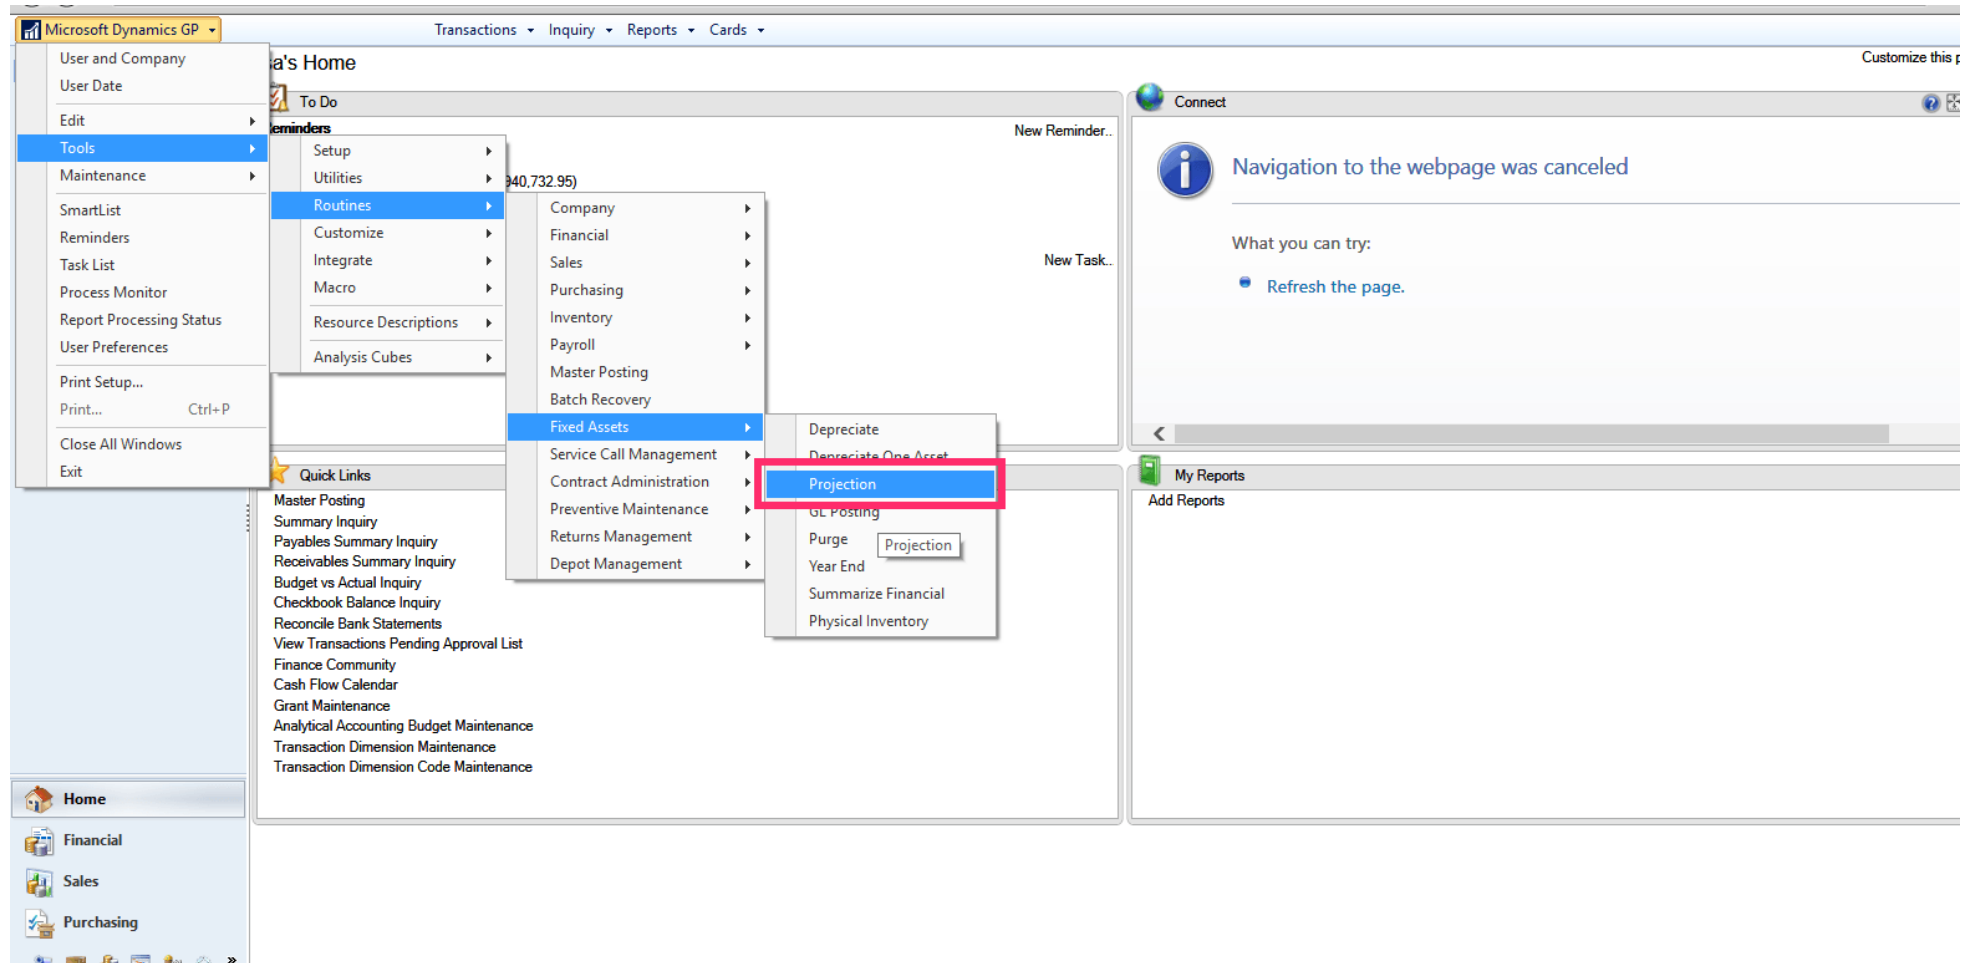 Microsoft Dynamics GP
Transactions Inquiry Reports Cards
User and Company
User Date
Edit
Tools
Maintenance
SmartList
Reminders
Task List
Process Monitor
Report Processing Status
User Preferences
Print Setup...
Print... Ctrl+P
Close All Windows
Exit
a's Home
Customize this p
To Do
eminders
New Reminder..
940,732.95)
New Task..
Setup
Utilities
Routines
Customize
Integrate
Macro
Resource Descriptions
Analysis Cubes
Company
Financial
Sales
Purchasing
Inventory
Payroll
Master Posting
Batch Recovery
Fixed Assets
Service Call Management
Contract Administration
Preventive Maintenance
Returns Management
Depot Management
Depreciate
Depreciate One Asset
Projection
GL Posting
Purge
Projection
Year End
Summarize Financial
Physical Inventory
Connect
Navigation to the webpage was canceled
What you can try:
Refresh the page.
Quick Links
Master Posting
Summary Inquiry
Payables Summary Inquiry
Receivables Summary Inquiry
Budget vs Actual Inquiry
Checkbook Balance Inquiry
Reconcile Bank Statements
View Transactions Pending Approval List
Finance Community
Cash Flow Calendar
Grant Maintenance
Analytical Accounting Budget Maintenance
Transaction Dimension Maintenance
Transaction Dimension Code Maintenance
My Reports
Add Reports
Home
Financial
Sales
Purchasing